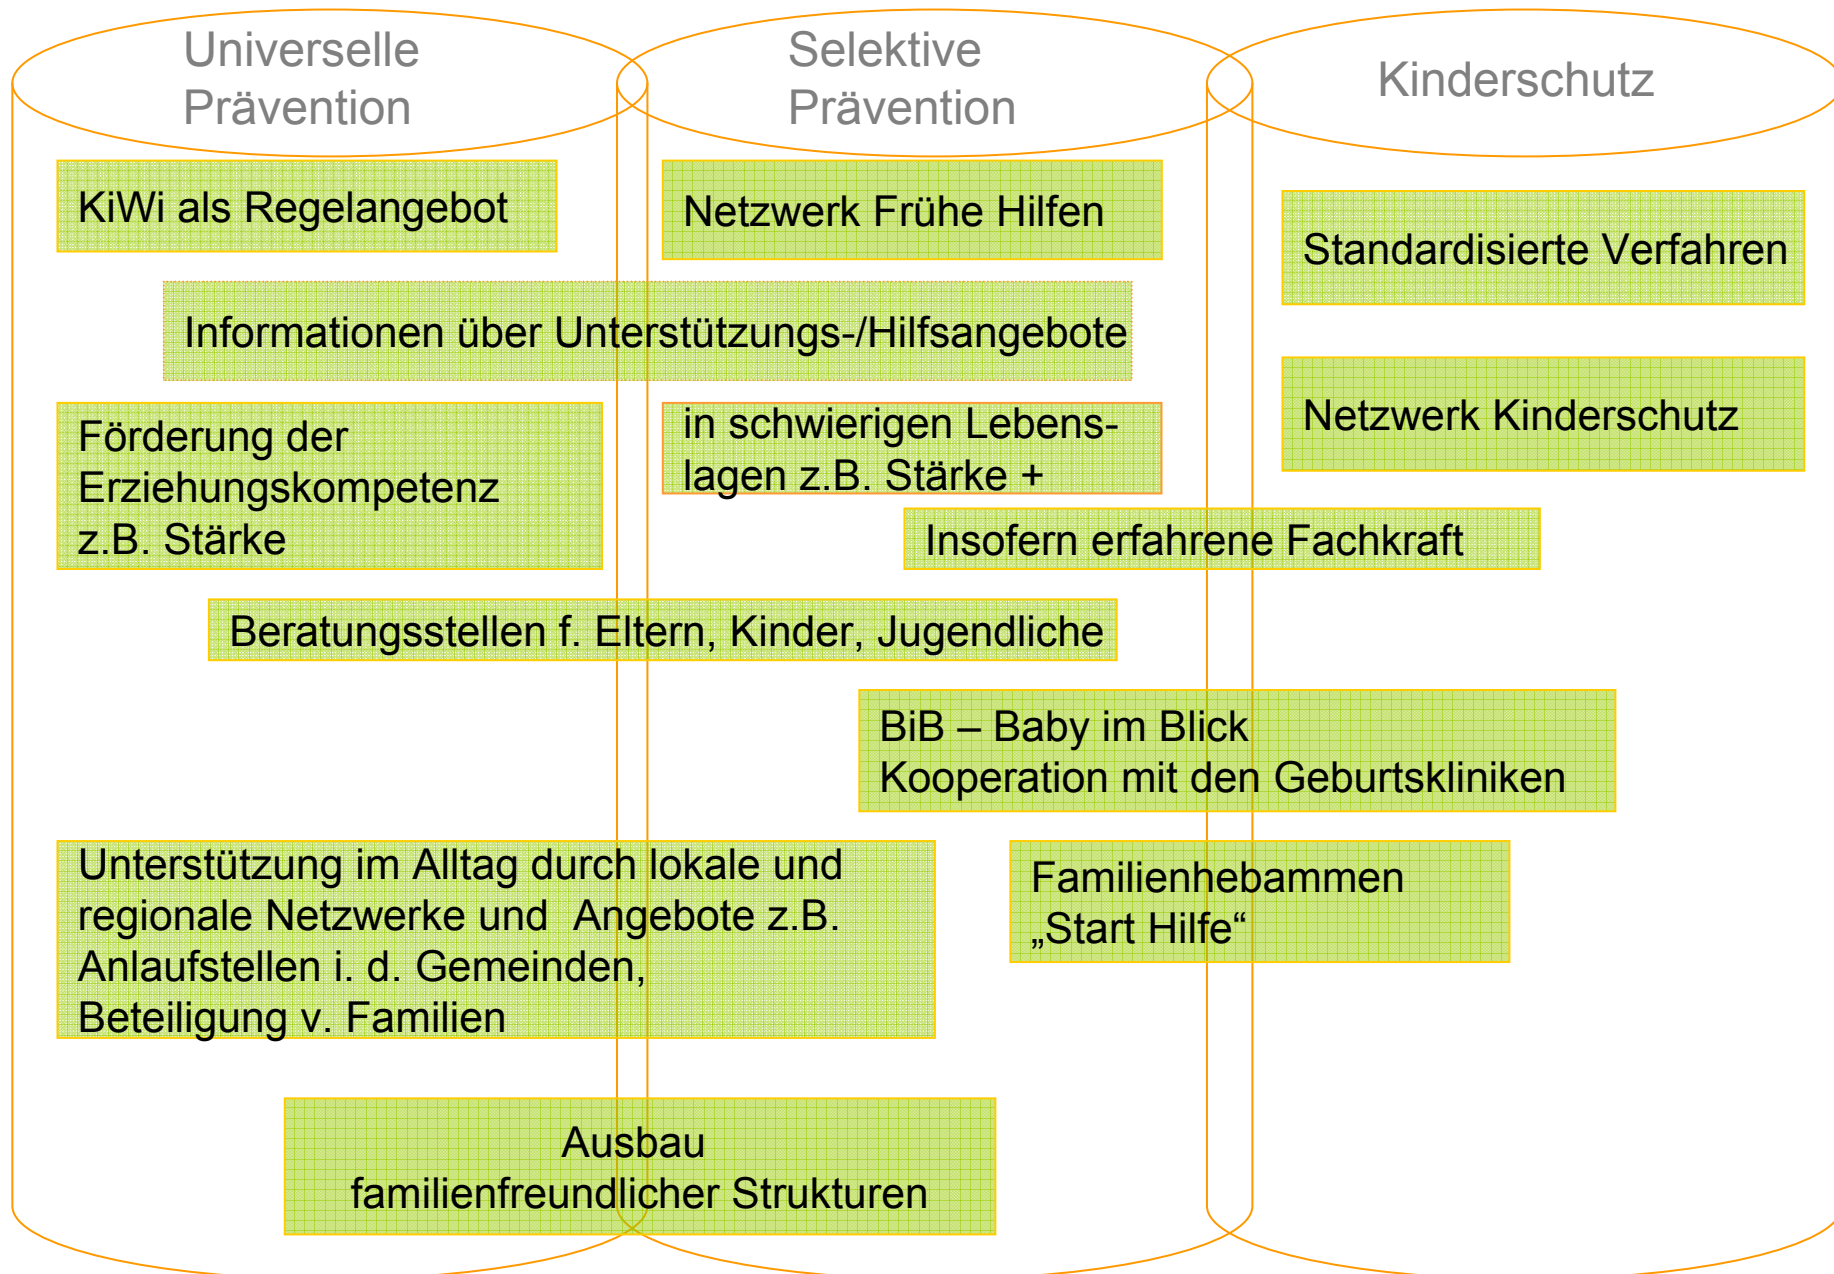 Universelle
Prävention
Selektive
Prävention
Kinderschutz
KiWi als Regelangebot
Netzwerk Frühe Hilfen
Standardisierte Verfahren
Informationen über Unterstützungs-/Hilfsangebote
Netzwerk Kinderschutz
Förderung der
Erziehungskompetenz
z.B. Stärke
in schwierigen Lebens-
lagen z.B. Stärke +
Insofern erfahrene Fachkraft
Beratungsstellen f. Eltern, Kinder, Jugendliche
BiB – Baby im Blick
Kooperation mit den Geburtskliniken
Unterstützung im Alltag durch lokale und
regionale Netzwerke und  Angebote z.B.
Anlaufstellen i. d. Gemeinden,
Beteiligung v. Familien
Familienhebammen
„Start Hilfe“
Ausbau
familienfreundlicher Strukturen